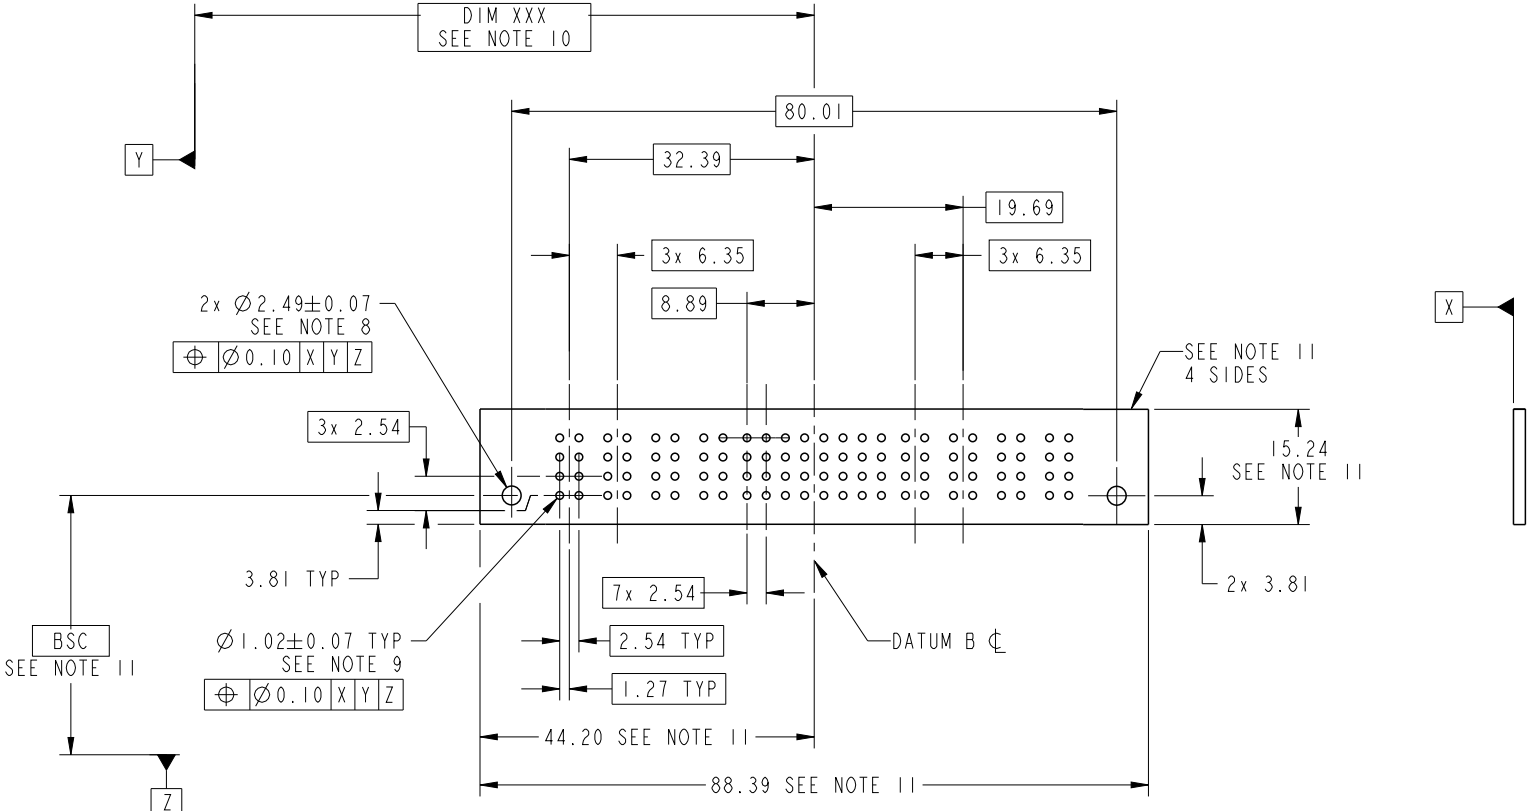 DIM XXX
SEE NOTE 10
80.01
Y
32.39
19.69
3x 6.35
3x 6.35
8.89
2x Ø2.49±0.07
SEE NOTE 8
⌖ Ø0.10 X Y Z
X
SEE NOTE 11
4 SIDES
3x 2.54
15.24
SEE NOTE 11
3.81 TYP
7x 2.54
2x 3.81
BSC
SEE NOTE 11
Ø1.02±0.07 TYP
SEE NOTE 9
⌖ Ø0.10 X Y Z
2.54 TYP
DATUM B ℄
1.27 TYP
44.20 SEE NOTE 11
88.39 SEE NOTE 11
Z